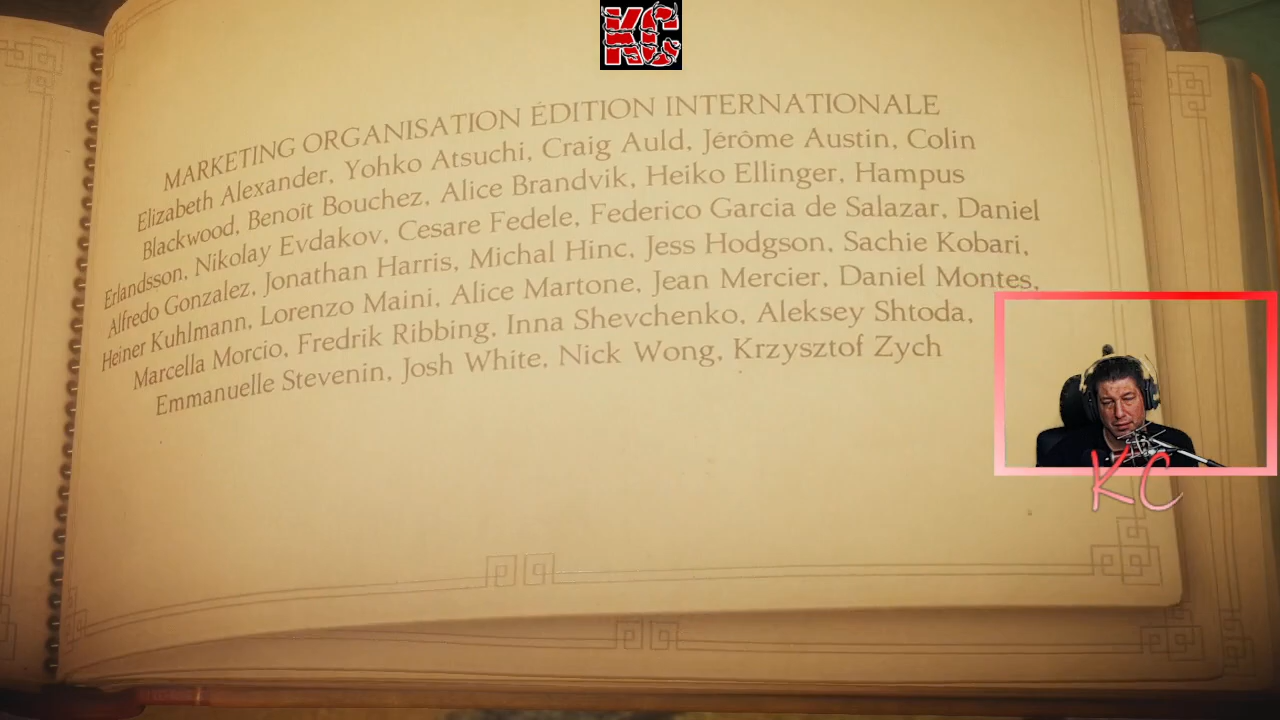 KC
MARKETING ORGANISATION ÉDITION INTERNATIONALE
Elizabeth Alexander, Yohko Atsuchi, Craig Auld, Jérôme Austin, Colin
Blackwood, Benoît Bouchez, Alice Brandvik, Heiko Ellinger, Hampus
Erlandsson, Nikolay Evdakov, Cesare Fedele, Federico Garcia de Salazar, Daniel
Alfredo Gonzalez, Jonathan Harris, Michal Hinc, Jess Hodgson, Sachie Kobari,
Heiner Kuhlmann, Lorenzo Maini, Alice Martone, Jean Mercier, Daniel Montes,
Marcella Morcio, Fredrik Ribbing, Inna Shevchenko, Aleksey Shtoda,
Emmanuelle Stevenin, Josh White, Nick Wong, Krzysztof Zych
KC